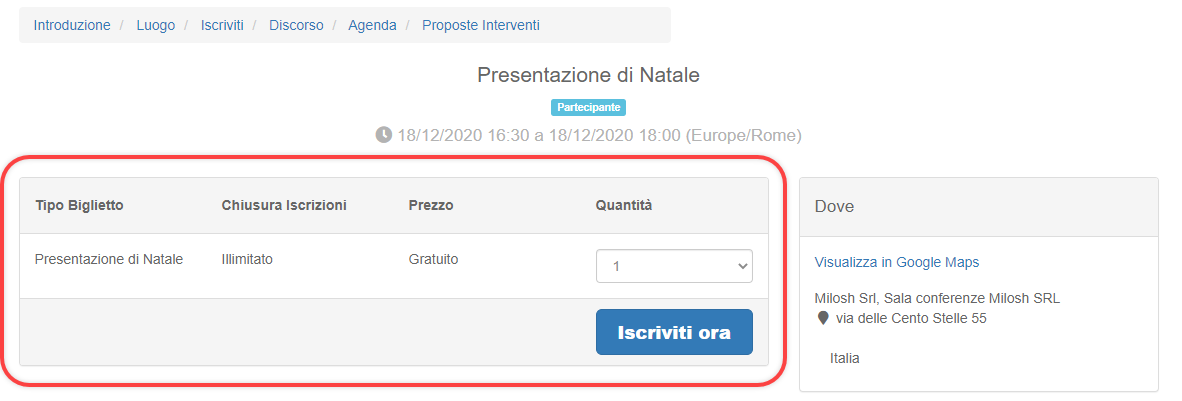 Introduzione / Luogo / Iscriviti / Discorso / Agenda / Proposte Interventi
Presentazione di Natale
Partecipante
18/12/2020 16:30 a 18/12/2020 18:00 (Europe/Rome)
Tipo Biglietto Chiusura Iscrizioni Prezzo Quantità
Presentazione di Natale Illimitato Gratuito 1
Iscriviti ora
Dove
Visualizza in Google Maps
Milosh Srl, Sala conferenze Milosh SRL
via delle Cento Stelle 55
Italia